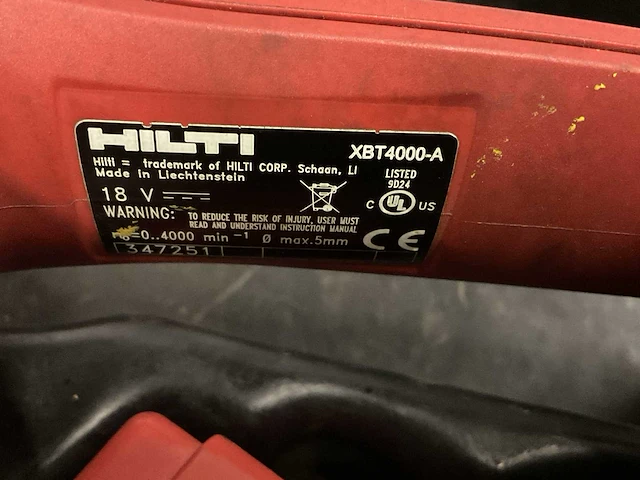 HILTI
XBT4000-A
Hilti = trademark of HILTI CORP. Schaan, LI
Made in Liechtenstein
LISTED
9D24
18 V
C UL US
WARNING: TO REDUCE THE RISK OF INJURY, USER MUST
READ AND UNDERSTAND INSTRUCTION MANUAL
=0..4000 min⁻¹ Ø max.5mm
CE
347251